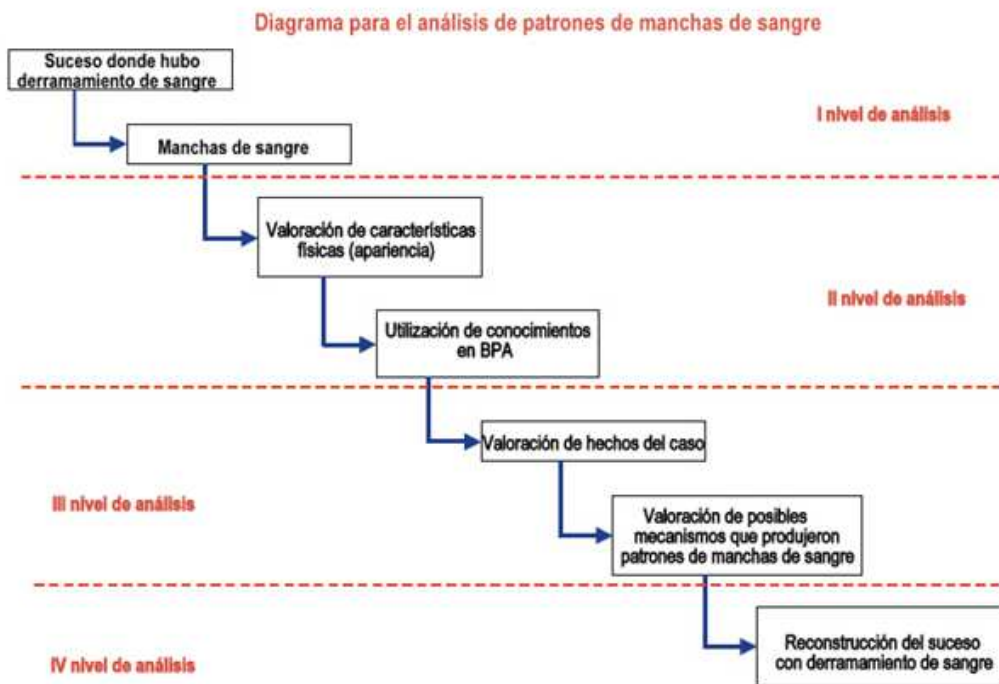 Diagrama para el análisis de patrones de manchas de sangre
Suceso donde hubo
derramamiento de sangre
I nivel de análisis
Manchas de sangre
Valoración de características
físicas (apariencia)
II nivel de análisis
Utilización de conocimientos
en BPA
Valoración de hechos del caso
III nivel de análisis
Valoración de posibles
mecanismos que produjeron
patrones de manchas de sangre
Reconstrucción del suceso
con derramamiento de sangre
IV nivel de análisis